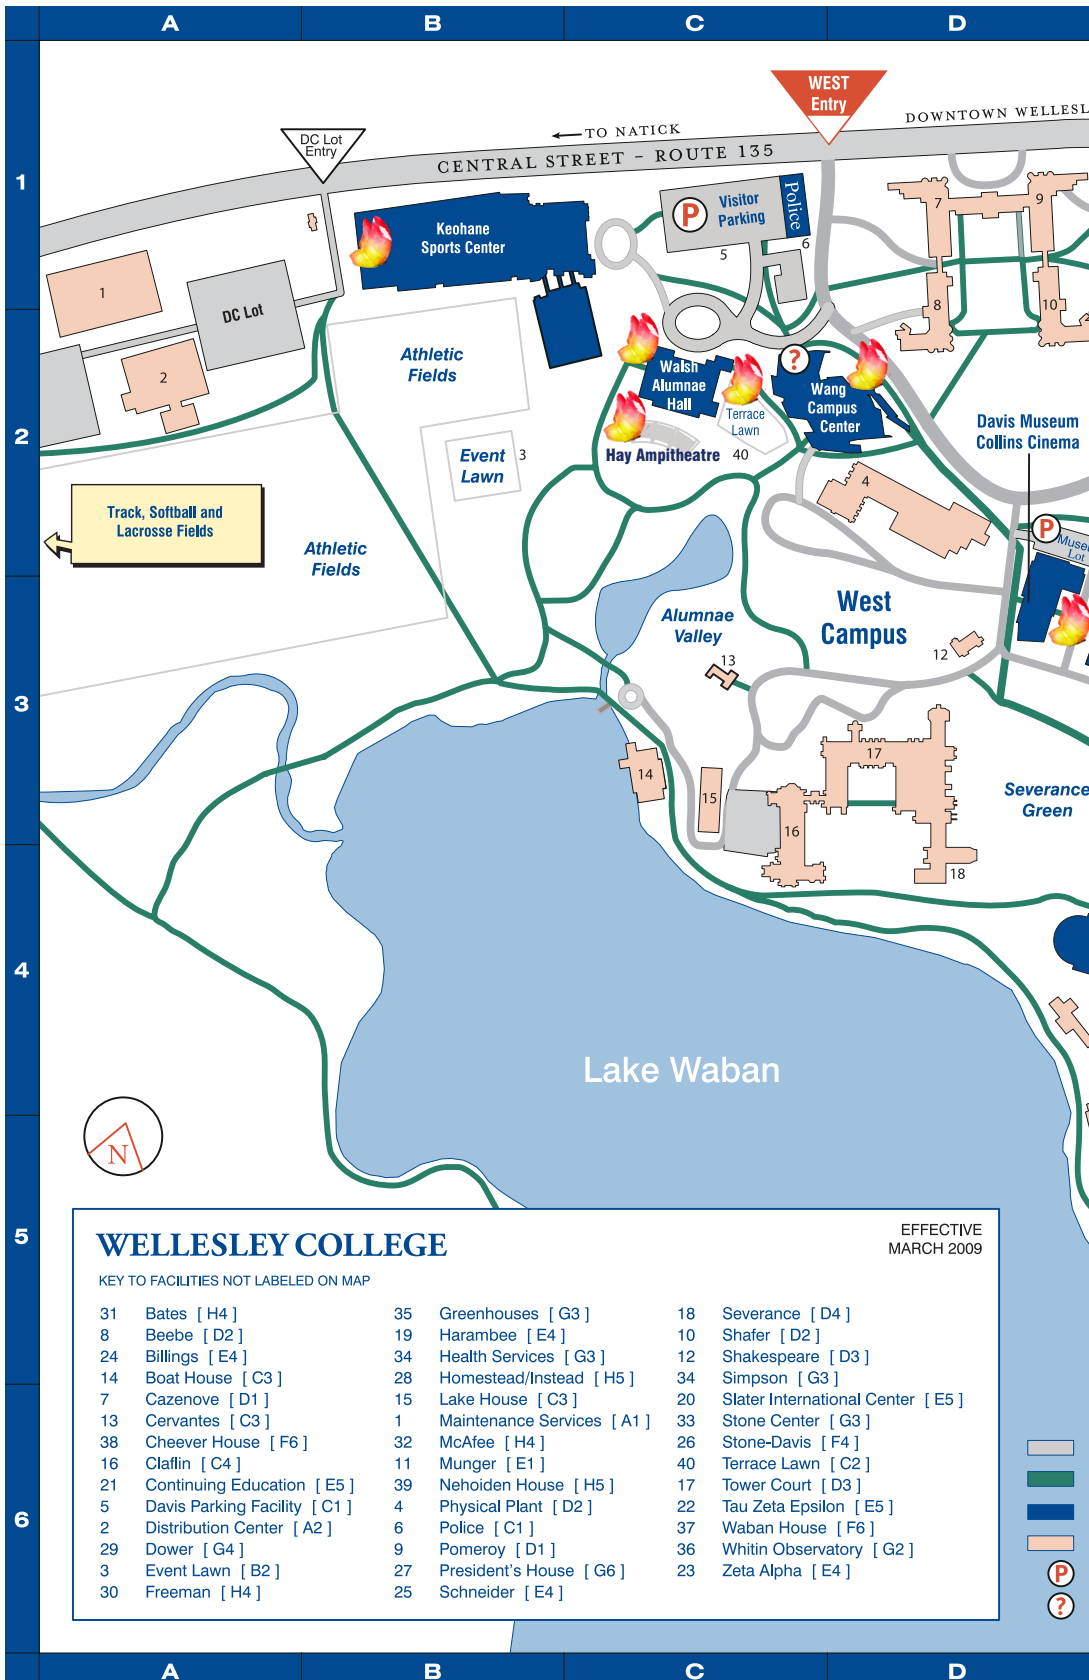 A B C D
WEST
Entry
DOWNTOWN WELLESL
TO NATICK
CENTRAL STREET – ROUTE 135
DC Lot
Entry
1
Visitor
Parking
Police
P
7
9
Keohane
Sports Center
5
6
1
DC Lot
8
10
2
2
Athletic
Fields
Walsh
Alumnae
Hall
?
Wang
Campus
Center
Terrace
Lawn
2
Davis Museum
Collins Cinema
Event
Lawn
3
Hay Ampitheatre
40
4
Track, Softball and
Lacrosse Fields
Athletic
Fields
P
Museu
Lot
West
Campus
Alumnae
Valley
12
13
3
17
14
15
16
Severance
Green
18
4
Lake Waban
N
5
WELLESLEY COLLEGE
EFFECTIVE
MARCH 2009
KEY TO FACILITIES NOT LABELED ON MAP
31 Bates [ H4 ]
8 Beebe [ D2 ]
24 Billings [ E4 ]
14 Boat House [ C3 ]
7 Cazenove [ D1 ]
13 Cervantes [ C3 ]
38 Cheever House [ F6 ]
16 Claflin [ C4 ]
21 Continuing Education [ E5 ]
5 Davis Parking Facility [ C1 ]
2 Distribution Center [ A2 ]
29 Dower [ G4 ]
3 Event Lawn [ B2 ]
30 Freeman [ H4 ]
35 Greenhouses [ G3 ]
19 Harambee [ E4 ]
34 Health Services [ G3 ]
28 Homestead/Instead [ H5 ]
15 Lake House [ C3 ]
1 Maintenance Services [ A1 ]
32 McAfee [ H4 ]
11 Munger [ E1 ]
39 Nehoiden House [ H5 ]
4 Physical Plant [ D2 ]
6 Police [ C1 ]
9 Pomeroy [ D1 ]
27 President's House [ G6 ]
25 Schneider [ E4 ]
18 Severance [ D4 ]
10 Shafer [ D2 ]
12 Shakespeare [ D3 ]
34 Simpson [ G3 ]
20 Slater International Center [ E5 ]
33 Stone Center [ G3 ]
26 Stone-Davis [ F4 ]
40 Terrace Lawn [ C2 ]
17 Tower Court [ D3 ]
22 Tau Zeta Epsilon [ E5 ]
37 Waban House [ F6 ]
36 Whitin Observatory [ G2 ]
23 Zeta Alpha [ E4 ]
6
P
?
A B C D